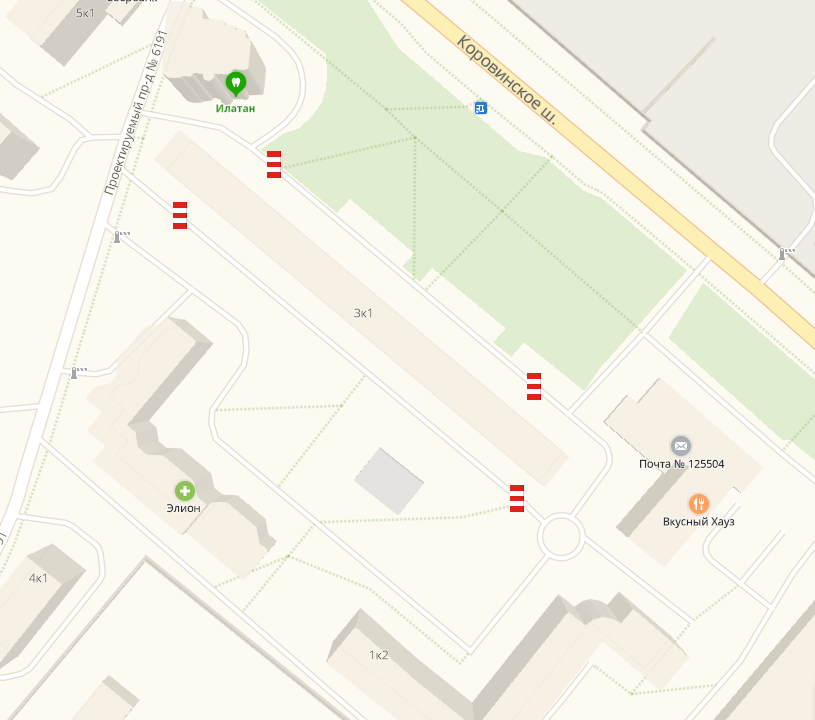 5к1
Проектируемый пр-д № 6191
Илатан
Коровинское ш.
3к1
Почта № 125504
Вкусный Хауз
Элион
4к1
1к2